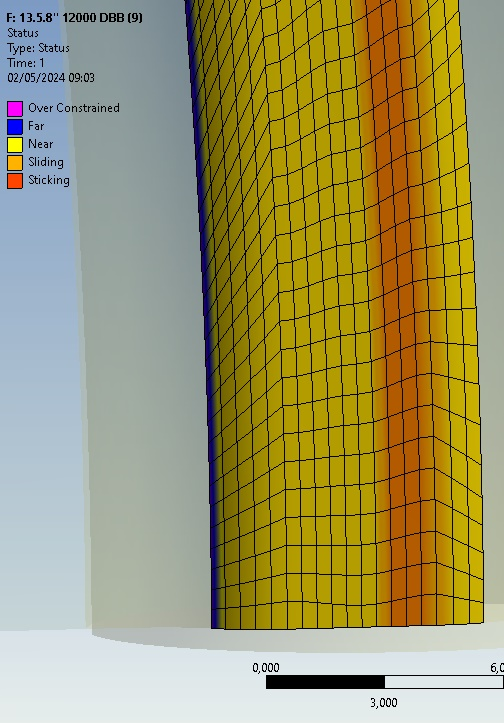 F: 13.5.8'' 12000 DBB (9)
Status
Type: Status
Time: 1
02/05/2024 09:03
Over Constrained
Far
Near
Sliding
Sticking
0,000
3,000